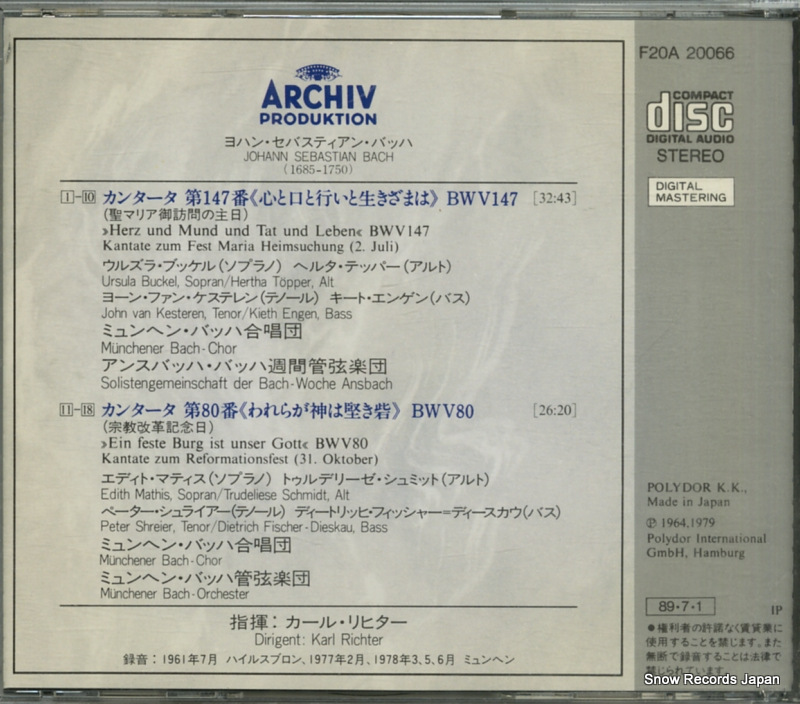 ARCHIV
PRODUKTION
ヨハン・セバスティアン・バッハ
JOHANN SEBASTIAN BACH
(1685-1750)
1-10 カンタータ 第147番《心と口と行いと生きざまは》 BWV147 [32:43]
(聖マリア御訪問の主日)
»Herz und Mund und Tat und Leben« BWV147
Kantate zum Fest Maria Heimsuchung (2. Juli)
ウルズラ・ブッケル(ソプラノ) ヘルタ・テッパー(アルト)
Ursula Buckel, Sopran/Hertha Töpper, Alt
ヨーン・ファン・ケステレン(テノール) キート・エンゲン(バス)
John van Kesteren, Tenor/Kieth Engen, Bass
ミュンヘン・バッハ合唱団
Münchener Bach-Chor
アンスバッハ・バッハ週間管弦楽団
Solistengemeinschaft der Bach-Woche Ansbach
11-18 カンタータ 第80番《われらが神は堅き砦》 BWV80 [26:20]
(宗教改革記念日)
»Ein feste Burg ist unser Gott« BWV80
Kantate zum Reformationsfest (31. Oktober)
エディト・マティス(ソプラノ) トゥルデリーゼ・シュミット(アルト)
Edith Mathis, Sopran/Trudeliese Schmidt, Alt
ペーター・シュライアー(テノール) ディートリッヒ・フィッシャー=ディースカウ(バス)
Peter Shreier, Tenor/Dietrich Fischer-Dieskau, Bass
ミュンヘン・バッハ合唱団
Münchener Bach-Chor
ミュンヘン・バッハ管弦楽団
Münchener Bach-Orchester
指揮：カール・リヒター
Dirigent: Karl Richter
録音：1961年7月 ハイルスブロン、1977年2月、1978年3、5、6月 ミュンヘン
F20A 20066
COMPACT
disc
DIGITAL AUDIO
STEREO
DIGITAL
MASTERING
POLYDOR K.K.,
Made in Japan
℗ 1964,1979
Polydor International
GmbH, Hamburg
89・7・1
IP
●権利者の許諾なく賃貸業に
使用することを禁じます。また
無断で録音することは法律で
禁じられています。
Snow Records Japan